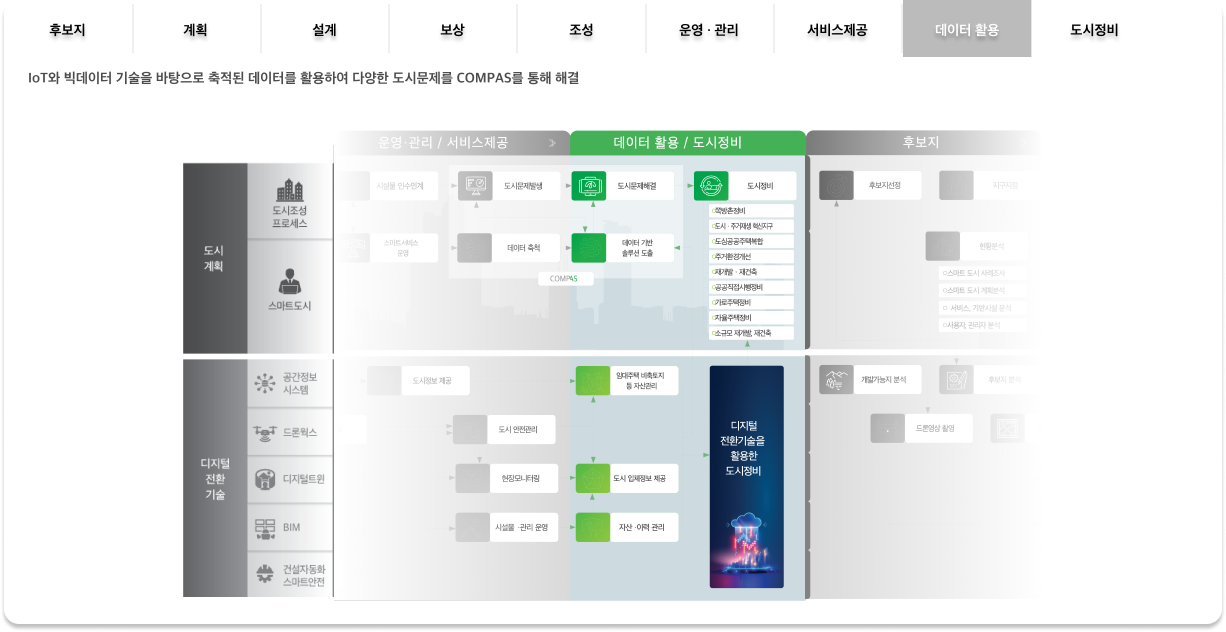 후보지
계획
설계
보상
조성
운영 · 관리
서비스제공
데이터 활용
도시정비
IoT와 빅데이터 기술을 바탕으로 축적된 데이터를 활용하여 다양한 도시문제를 COMPAS를 통해 해결
운영·관리 / 서비스제공
데이터 활용 / 도시정비
후보지
도시
계획
도시조성
프로세스
스마트도시
시설물 인수인계
도시문제발생
도시문제해결
도시정비
후보지선정
지구지정
스마트서비스
운영
데이터 축척
데이터 기반
솔루션 도출
COMPAS
쪽방촌정비
도시 · 주거재생 혁신지구
도심공공주택복합
주거환경개선
재개발 · 재건축
공공직접시행정비
가로주택정비
자율주택정비
소규모 재개발, 재건축
현황분석
스마트 도시 사례조사
스마트 도시 계획분석
서비스, 기반시설 분석
사용자, 관리자 분석
디지털
전환
기술
공간정보
시스템
드론웍스
디지털트윈
BIM
건설자동화
스마트안전
도시정보 제공
임대주택 비축토지
등 자산관리
도시 안전관리
현장모니터링
도시 입체정보 제공
시설물 ·관리 운영
자산 ·이력 관리
디지털
전환기술을
활용한
도시정비
개발가능지 분석
후보지 분석
드론영상 촬영